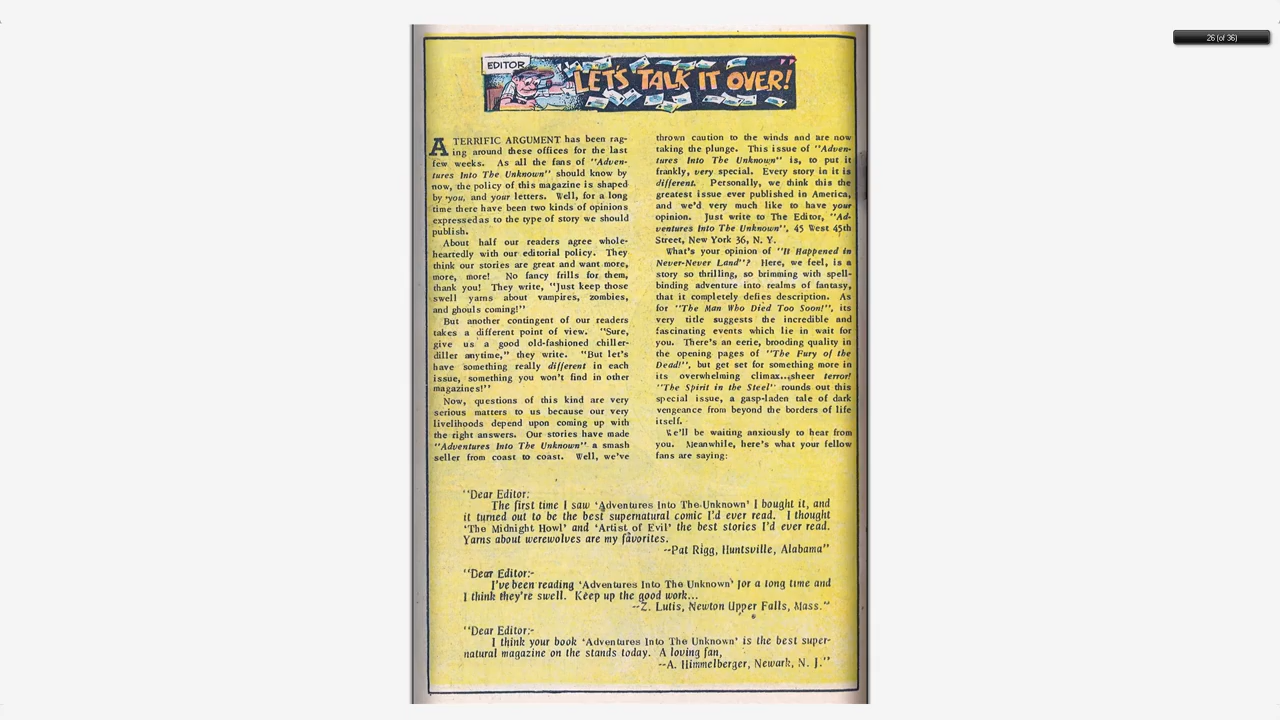 26 (of 36)
EDITOR
LET'S TALK IT OVER!
A TERRIFIC ARGUMENT has been rag-
ing around these offices for the last
few weeks. As all the fans of "Adven-
tures Into The Unknown" should know by
now, the policy of this magazine is shaped
by you, and your letters. Well, for a long
time there have been two kinds of opinions
expressed as to the type of story we should
publish.
About half our readers agree whole-
heartedly with our editorial policy. They
think our stories are great and want more,
more, more! No fancy frills for them,
thank you! They write, "Just keep those
swell yarns about vampires, zombies,
and ghouls coming!"
But another contingent of our readers
takes a different point of view. "Sure,
give us a good old-fashioned chiller-
diller anytime," they write. "But let's
have something really different in each
issue, something you won't find in other
magazines!"
Now, questions of this kind are very
serious matters to us because our very
livelihoods depend upon coming up with
the right answers. Our stories have made
"Adventures Into The Unknown" a smash
seller from coast to coast. Well, we've
thrown caution to the winds and are now
taking the plunge. This issue of "Adven-
tures Into The Unknown" is, to put it
frankly, very special. Every story in it is
different. Personally, we think this the
greatest issue ever published in America,
and we'd very much like to have your
opinion. Just write to The Editor, "Ad-
ventures Into The Unknown", 45 West 45th
Street, New York 36, N. Y.
What's your opinion of "It Happened in
Never-Never Land"? Here, we feel, is a
story so thrilling, so brimming with spell-
binding adventure into realms of fantasy,
that it completely defies description. As
for "The Man Who Died Too Soon!", its
very title suggests the incredible and
fascinating events which lie in wait for
you. There's an eerie, brooding quality in
the opening pages of "The Fury of the
Dead!", but get set for something more in
its overwhelming climax...sheer terror!
"The Spirit in the Steel" rounds out this
special issue, a gasp-laden tale of dark
vengeance from beyond the borders of life
itself.
We'll be waiting anxiously to hear from
you. Meanwhile, here's what your fellow
fans are saying:
"Dear Editor:
The first time I saw 'Adventures Into The Unknown' I bought it, and
it turned out to be the best supernatural comic I'd ever read. I thought
'The Midnight Howl' and 'Artist of Evil' the best stories I'd ever read.
Yarns about werewolves are my favorites.
--Pat Rigg, Huntsville, Alabama"
"Dear Editor:-
I've been reading 'Adventures Into The Unknown' for a long time and
I think they're swell. Keep up the good work...
--Z. Lutis, Newton Upper Falls, Mass."
"Dear Editor:-
I think your book 'Adventures Into The Unknown' is the best super-
natural magazine on the stands today. A loving fan,
--A. Himmelberger, Newark, N. J."